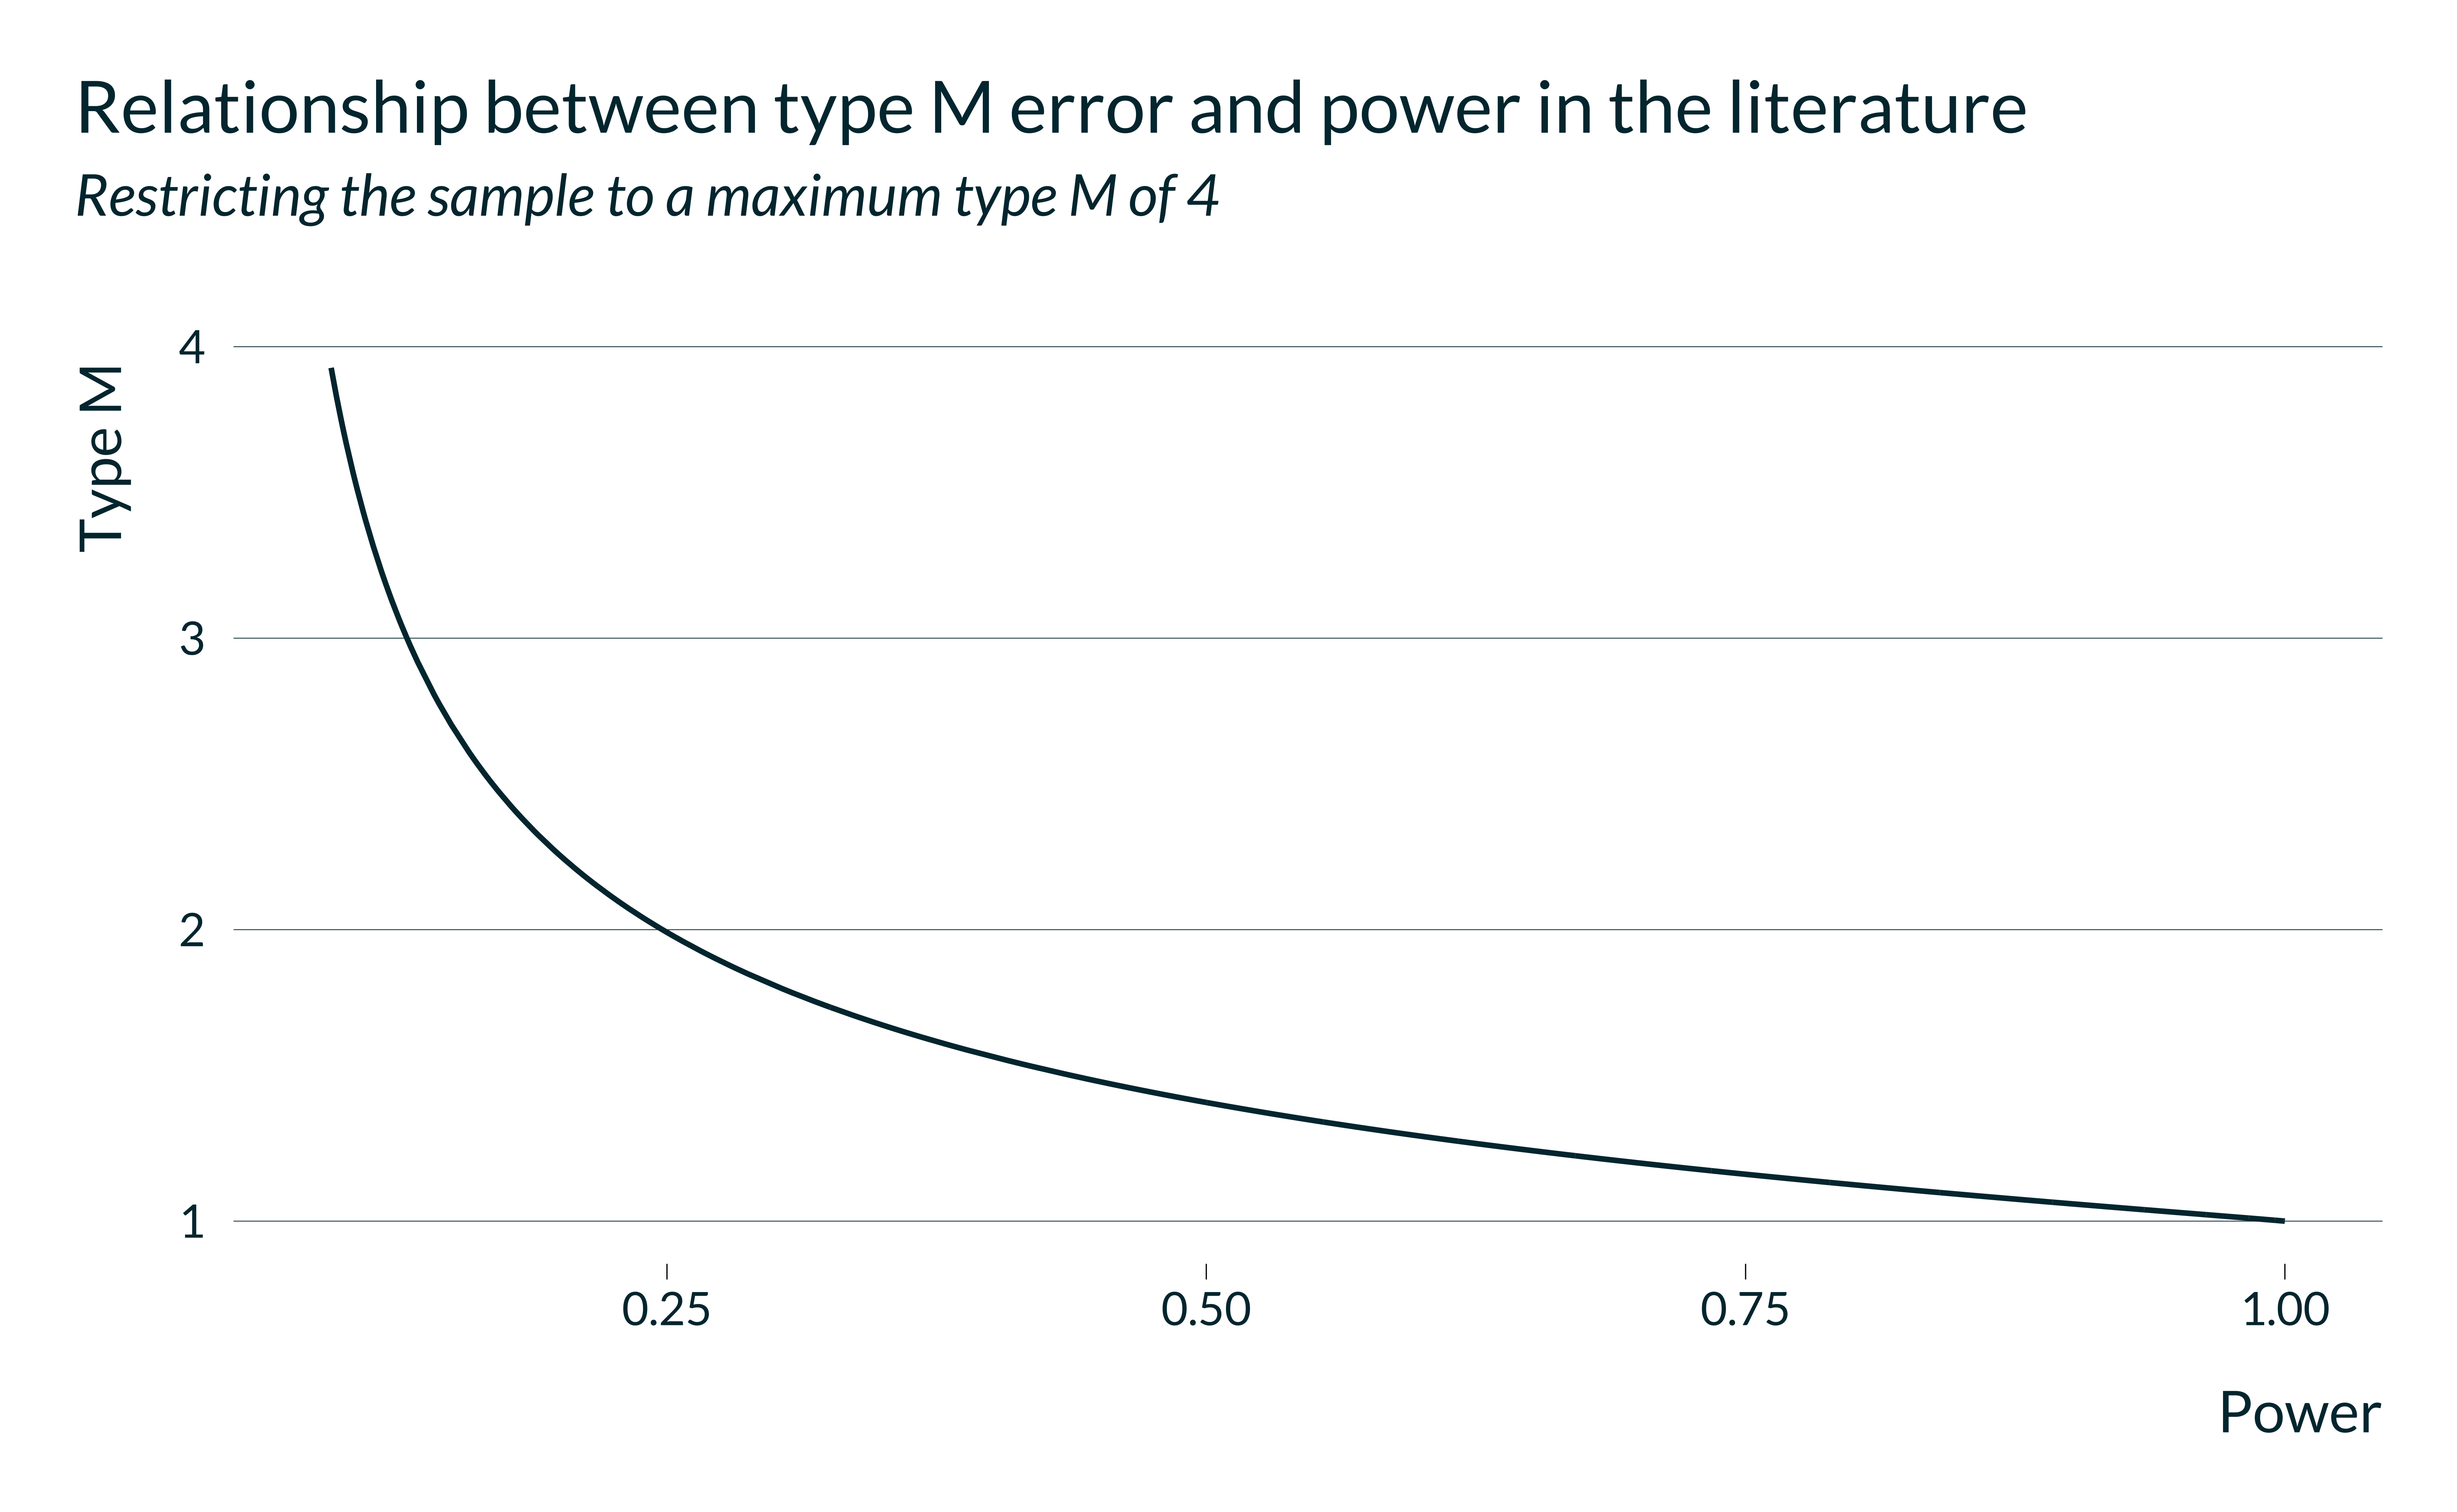 Relationship between type M error and power in the literature
Restricting the sample to a maximum type M of 4
Type M
4
3
2
1
0.25
0.50
0.75
1.00
Power